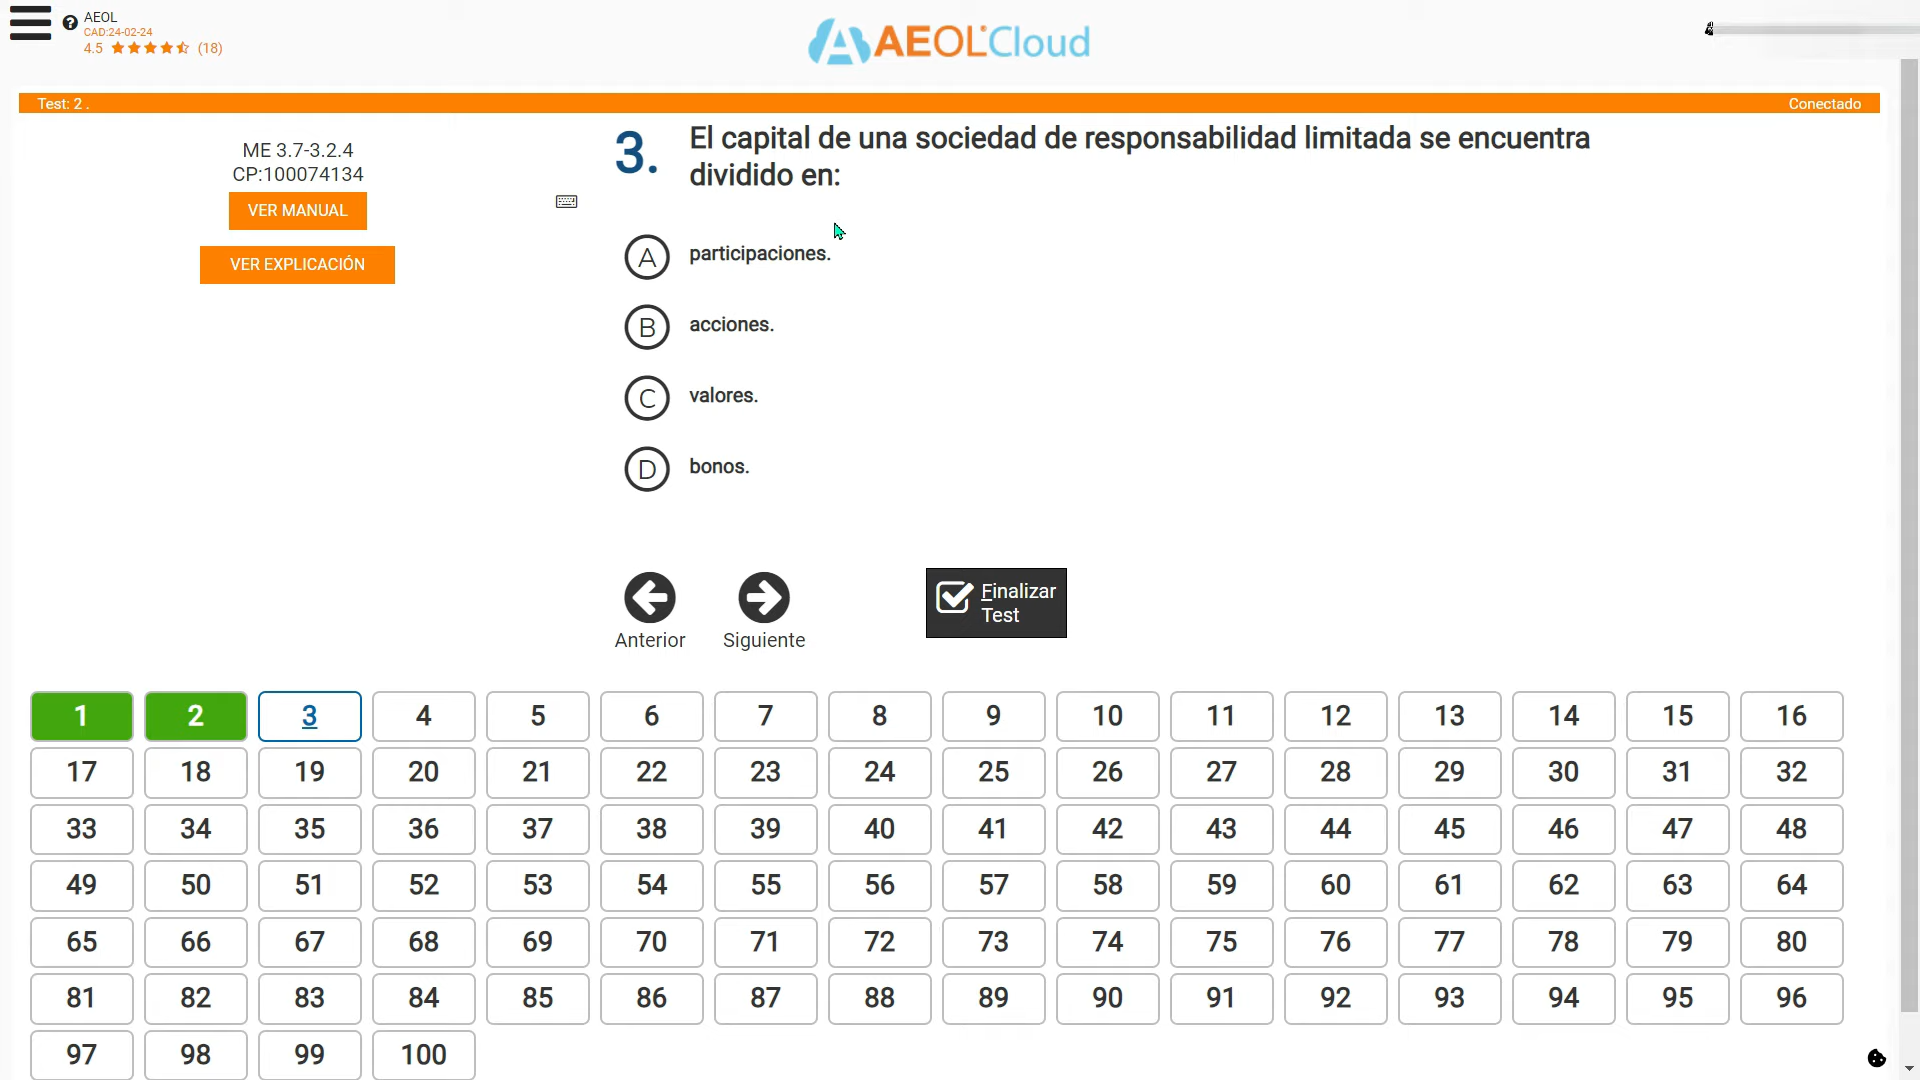 AEOL
CAD:24-02-24
4.5 (18)
AEOL Cloud
Test: 2 .
Conectado
ME 3.7-3.2.4
CP:100074134
VER MANUAL
VER EXPLICACIÓN
3. El capital de una sociedad de responsabilidad limitada se encuentra
dividido en:
A participaciones.
B acciones.
C valores.
D bonos.
Anterior
Siguiente
Finalizar
Test
1 2 3 4 5 6 7 8 9 10 11 12 13 14 15 16
17 18 19 20 21 22 23 24 25 26 27 28 29 30 31 32
33 34 35 36 37 38 39 40 41 42 43 44 45 46 47 48
49 50 51 52 53 54 55 56 57 58 59 60 61 62 63 64
65 66 67 68 69 70 71 72 73 74 75 76 77 78 79 80
81 82 83 84 85 86 87 88 89 90 91 92 93 94 95 96
97 98 99 100